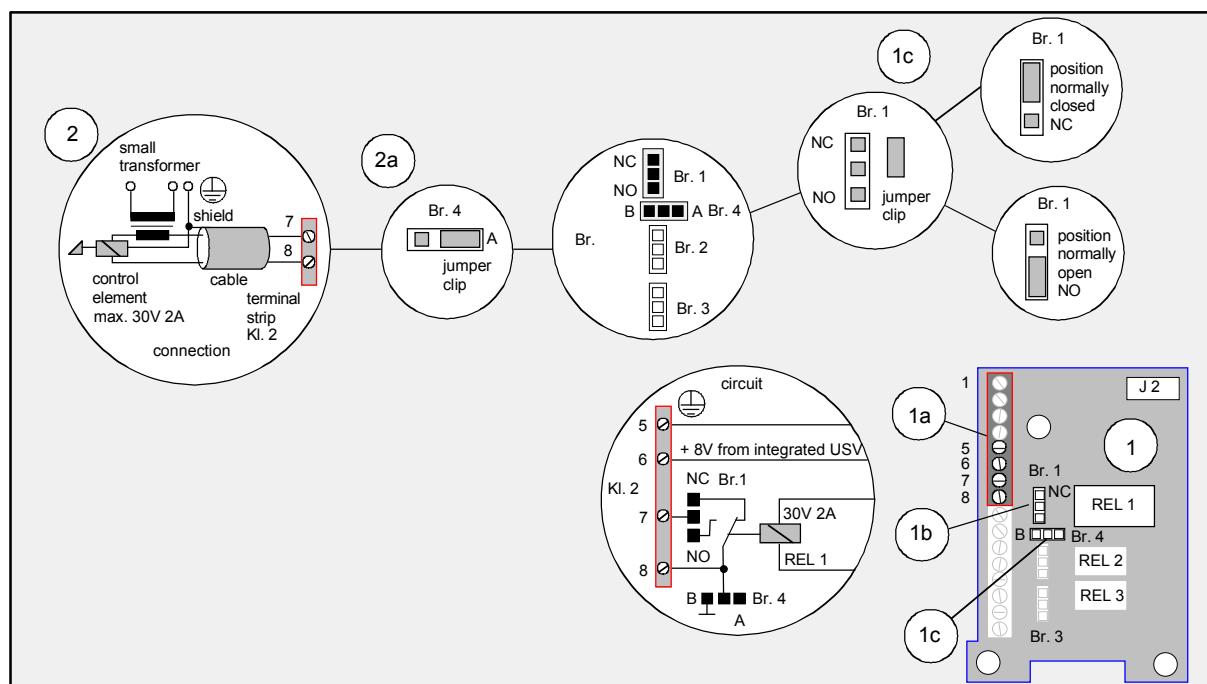 2
small
transformer
shield
7
8
control
element
max. 30V 2A
cable
terminal
strip
Kl. 2
connection
2a
Br. 4
A
jumper
clip
NC
NO
Br. 1
B
A
Br. 4
Br.
Br. 2
Br. 3
1c
Br. 1
NC
NO
jumper
clip
Br. 1
position
normally
closed
NC
Br. 1
position
normally
open
NO
circuit
5
6
+ 8V from integrated USV
NC Br.1
Kl. 2
7
30V 2A
NO
REL 1
8
B
Br. 4
A
1
J 2
1a
1
5
6
7
8
Br. 1
NC
REL 1
1b
B
Br. 4
REL 2
REL 3
1c
Br. 3